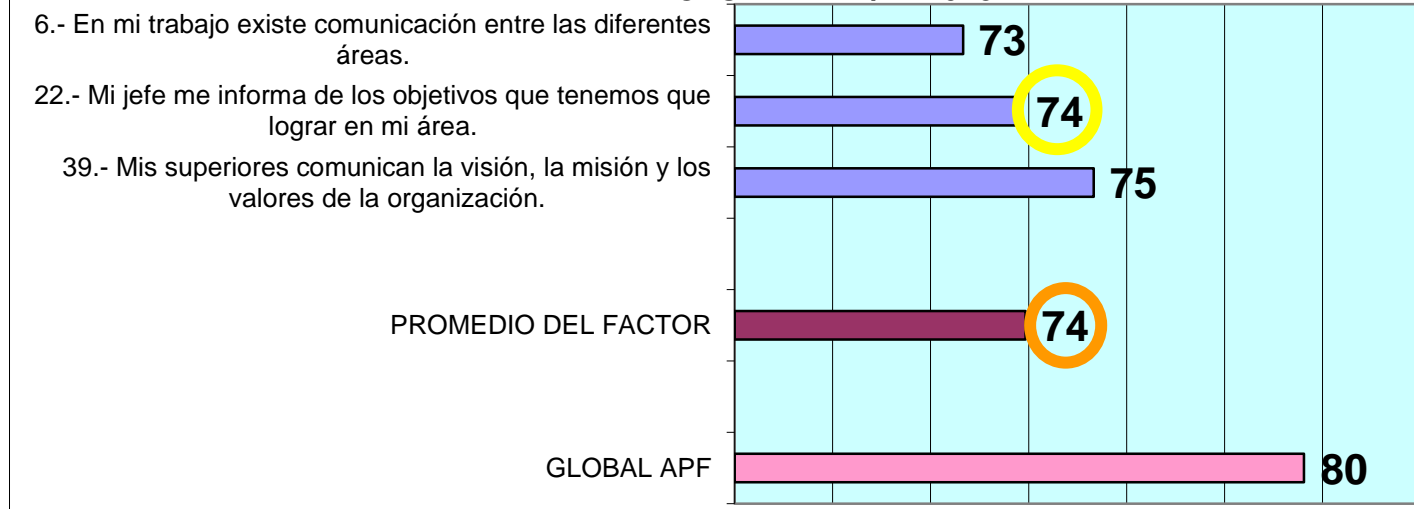 6.- En mi trabajo existe comunicación entre las diferentes
áreas.
73
22.- Mi jefe me informa de los objetivos que tenemos que
lograr en mi área.
74
39.- Mis superiores comunican la visión, la misión y los
valores de la organización.
75
PROMEDIO DEL FACTOR
74
GLOBAL APF
80